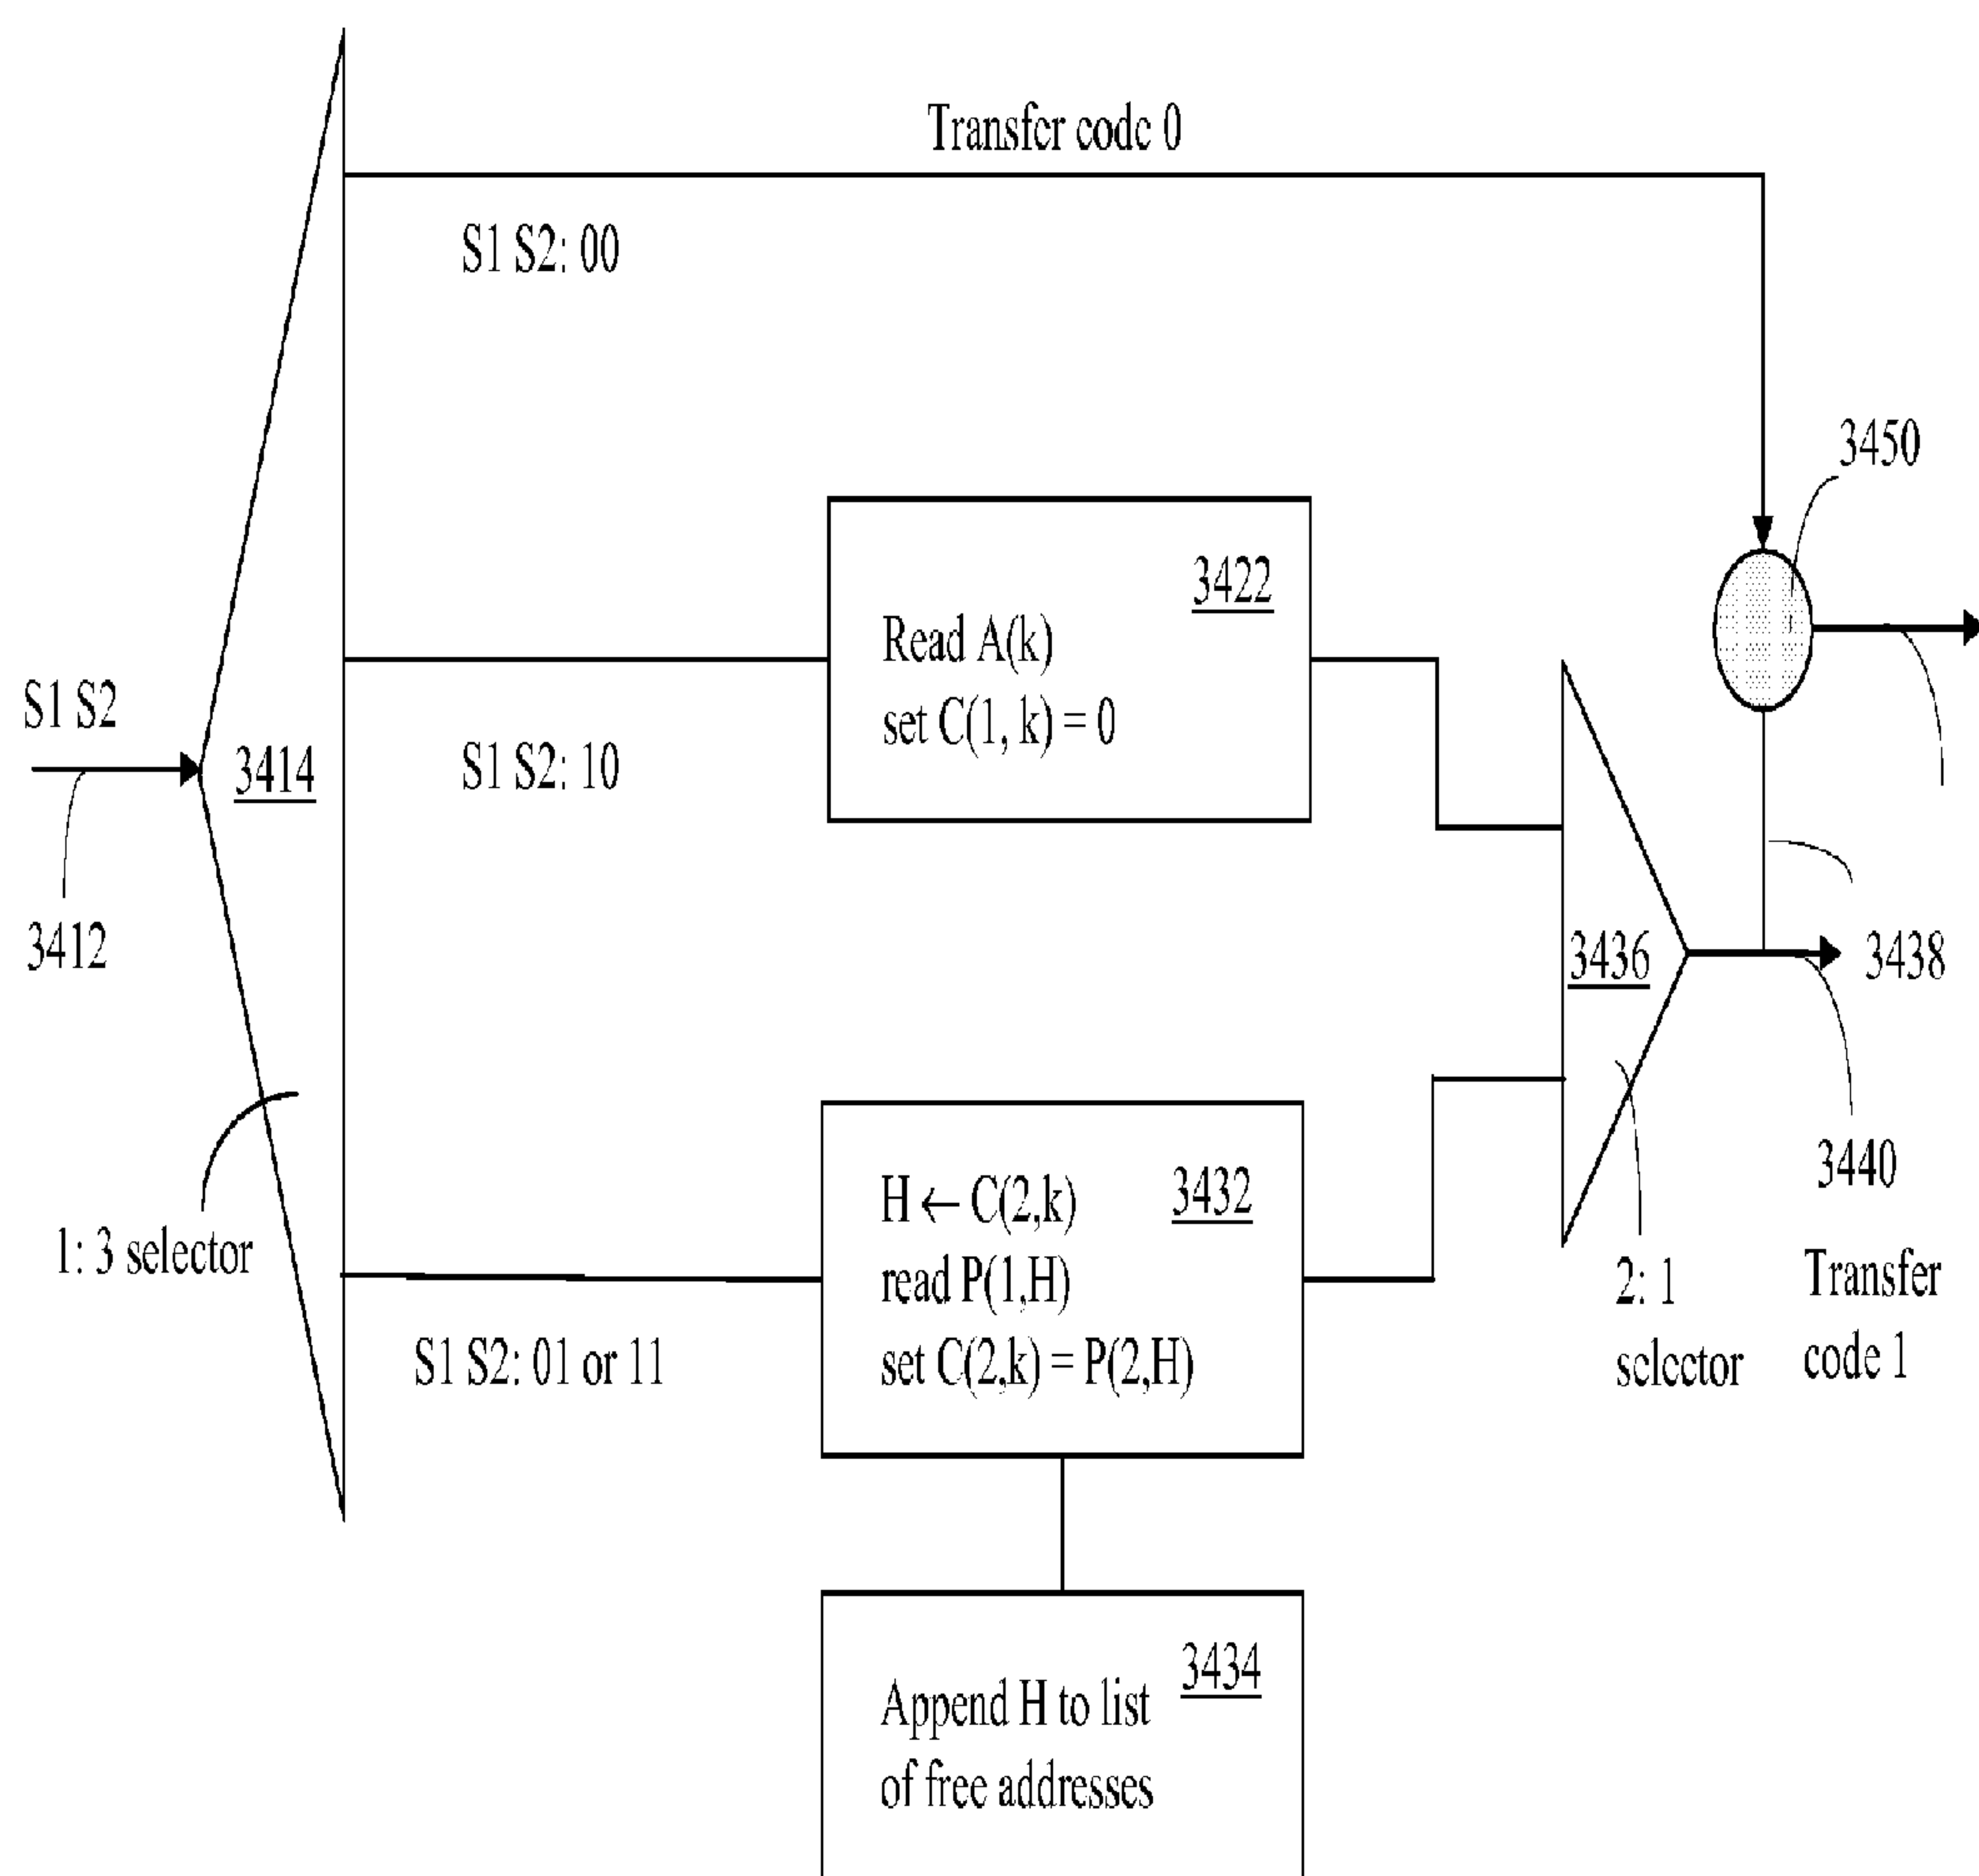 Transfer code 0
S1 S2: 00
3450
3422
Read A(k)
set C(1, k) = 0
S1 S2
3414
S1 S2: 10
3412
3436
3438
3440
3432
H ← C(2,k)
read P(1,H)
set C(2,k) = P(2,H)
1: 3 selector
S1 S2: 01 or 11
2: 1
selector
Transfer
code 1
3434
Append H to list
of free addresses